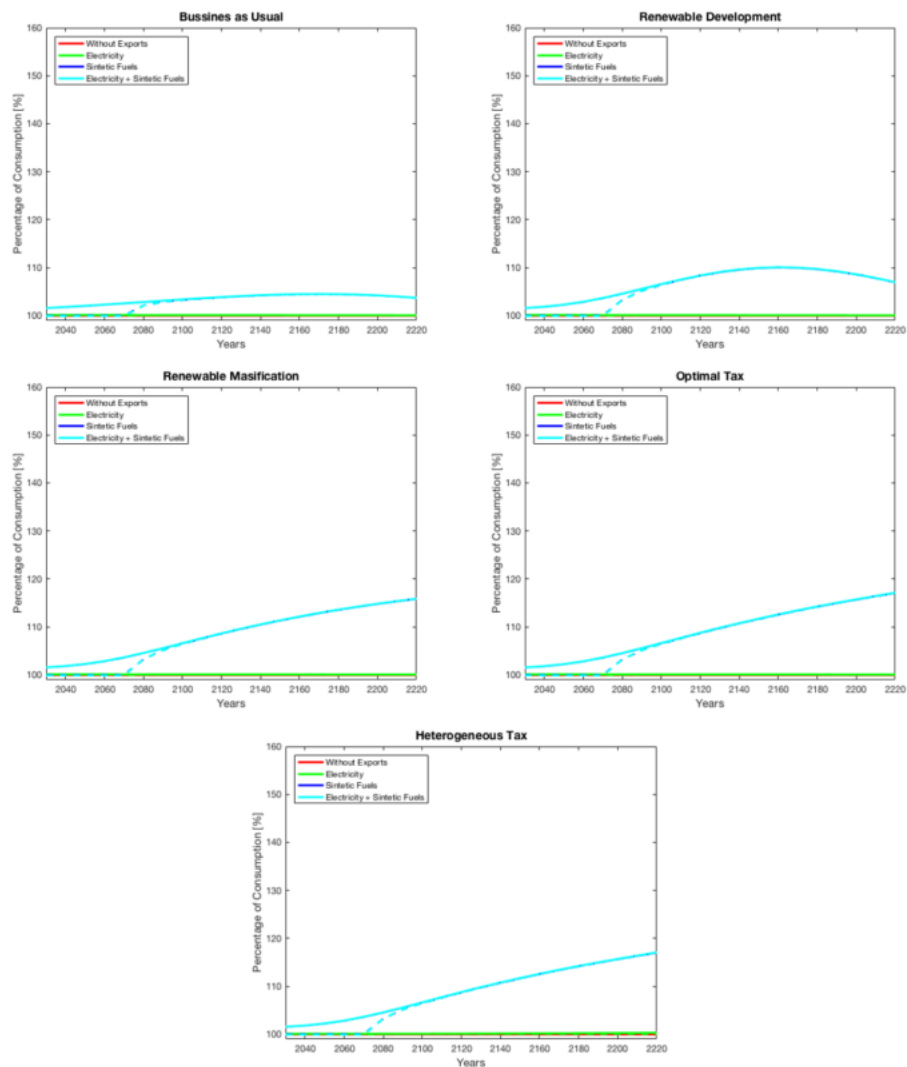 Bussines as Usual
160
150
140
130
120
110
100
Percentage of Consumption [%]
Without Exports
Electricity
Sintetic Fuels
Electricity + Sintetic Fuels
2040 2060 2080 2100 2120 2140 2160 2180 2200 2220
Years
Renewable Development
160
150
140
130
120
110
100
Percentage of Consumption [%]
Without Exports
Electricity
Sintetic Fuels
Electricity + Sintetic Fuels
2040 2060 2080 2100 2120 2140 2160 2180 2200 2220
Years
Renewable Masification
160
150
140
130
120
110
100
Percentage of Consumption [%]
Without Exports
Electricity
Sintetic Fuels
Electricity + Sintetic Fuels
2040 2060 2080 2100 2120 2140 2160 2180 2200 2220
Years
Optimal Tax
160
150
140
130
120
110
100
Percentage of Consumption [%]
Without Exports
Electricity
Sintetic Fuels
Electricity + Sintetic Fuels
2040 2060 2080 2100 2120 2140 2160 2180 2200 2220
Years
Heterogeneous Tax
160
150
140
130
120
110
100
Percentage of Consumption [%]
Without Exports
Electricity
Sintetic Fuels
Electricity + Sintetic Fuels
2040 2060 2080 2100 2120 2140 2160 2180 2200 2220
Years